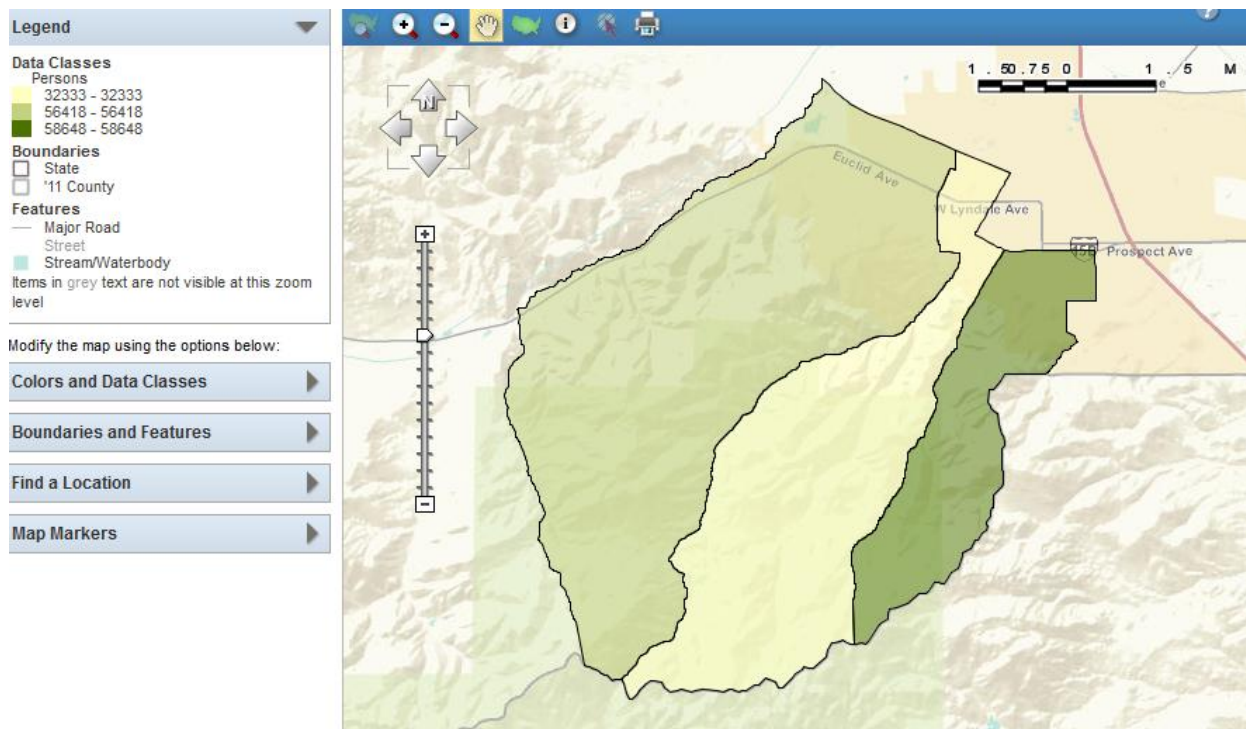 Legend
Data Classes
Persons
32333 - 32333
56418 - 56418
58648 - 58648
Boundaries
State
'11 County
Features
Major Road
Street
Stream/Waterbody
Items in grey text are not visible at this zoom
level
Modify the map using the options below:
Colors and Data Classes
Boundaries and Features
Find a Location
Map Markers
1 . 50.75 0 1 . 5 M
e
N
Euclid Ave
W Lyndale Ave
Prospect Ave